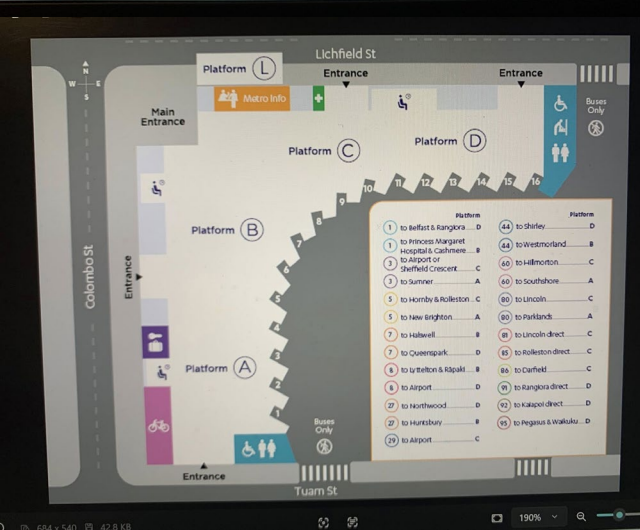 Lichfield St
Platform L
Entrance
Entrance
N
W E
S
Metro Info
Main
Entrance
Buses
Only
Platform C
Platform D
10 11 12 13 14 15 16
9
8
7
6
5
4
3
2
1
Platform B
Colombo St
Entrance
Platform A
Buses
Only
Entrance
Tuam St
Platform
1 to Belfast & Rangiora D
1 to Princess Margaret
Hospital & Cashmere B
3 to Airport or
Sheffield Crescent C
3 to Sumner A
5 to Hornby & Rolleston C
5 to New Brighton A
7 to Halswell B
7 to Queenspark D
8 to Lyttelton & Rāpaki B
8 to Airport D
27 to Northwood D
27 to Huntsbury B
29 to Airport C
Platform
44 to Shirley D
44 to Westmorland B
60 to Hillmorton C
60 to Southshore A
80 to Lincoln C
80 to Parklands A
81 to Lincoln direct C
85 to Rolleston direct C
86 to Darfield C
91 to Rangiora direct D
92 to Kaiapoi direct D
95 to Pegasus & Waikuku D
684 x 540 42.8 KB
190%